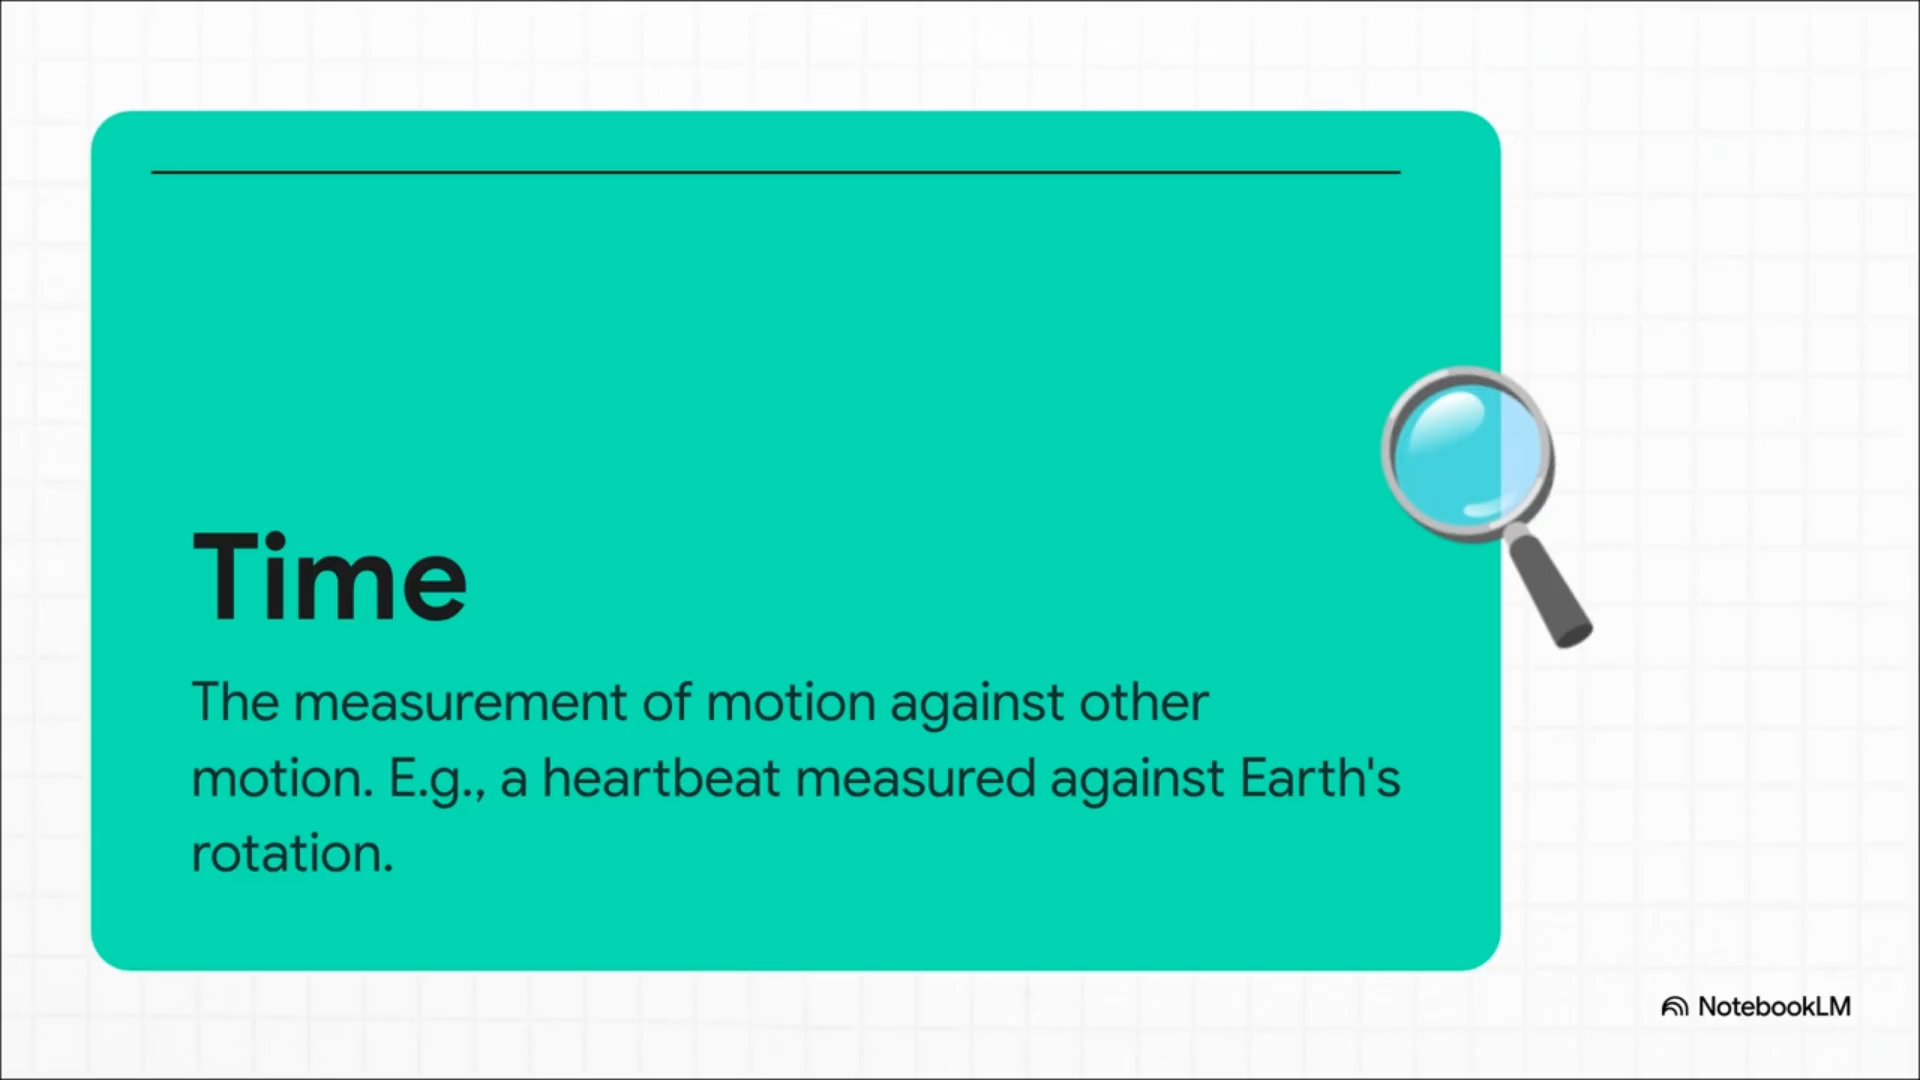 Time
The measurement of motion against other
motion. E.g., a heartbeat measured against Earth's
rotation.
NotebookLM